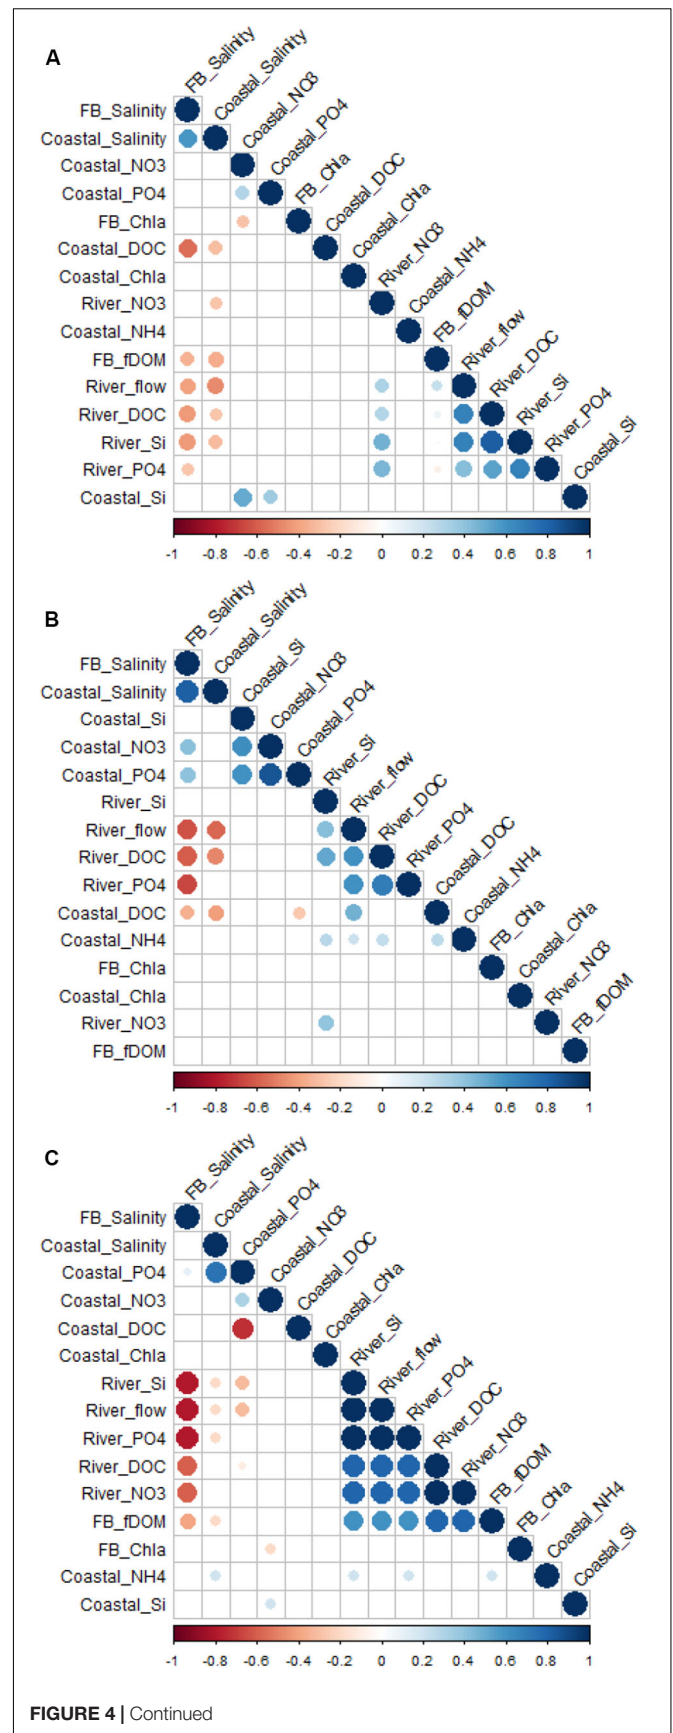 A
FB_Salinity
Coastal_Salinity
Coastal_NO3
Coastal_PO4
FB_Chla
Coastal_DOC
Coastal_Chla
River_NO3
Coastal_NH4
FB_fDOM
River_flow
River_DOC
River_Si
River_PO4
Coastal_Si
FB_Salinity
Coastal_Salinity
Coastal_NO3
Coastal_PO4
FB_Chla
Coastal_DOC
Coastal_Chla
River_NO3
Coastal_NH4
FB_fDOM
River_flow
River_DOC
River_Si
River_PO4
Coastal_Si
-1 -0.8 -0.6 -0.4 -0.2 0 0.2 0.4 0.6 0.8 1
B
FB_Salinity
Coastal_Salinity
Coastal_Si
Coastal_NO3
Coastal_PO4
River_Si
River_flow
River_DOC
River_PO4
Coastal_DOC
Coastal_NH4
FB_Chla
Coastal_Chla
River_NO3
FB_fDOM
FB_Salinity
Coastal_Salinity
Coastal_Si
Coastal_NO3
Coastal_PO4
River_Si
River_flow
River_DOC
River_PO4
Coastal_DOC
Coastal_NH4
FB_Chla
Coastal_Chla
River_NO3
FB_fDOM
-1 -0.8 -0.6 -0.4 -0.2 0 0.2 0.4 0.6 0.8 1
C
FB_Salinity
Coastal_Salinity
Coastal_PO4
Coastal_NO3
Coastal_DOC
Coastal_Chla
River_Si
River_flow
River_PO4
River_DOC
River_NO3
FB_fDOM
FB_Chla
Coastal_NH4
Coastal_Si
FB_Salinity
Coastal_Salinity
Coastal_PO4
Coastal_NO3
Coastal_DOC
Coastal_Chla
River_Si
River_flow
River_PO4
River_DOC
River_NO3
FB_fDOM
FB_Chla
Coastal_NH4
Coastal_Si
-1 -0.8 -0.6 -0.4 -0.2 0 0.2 0.4 0.6 0.8 1
FIGURE 4 | Continued